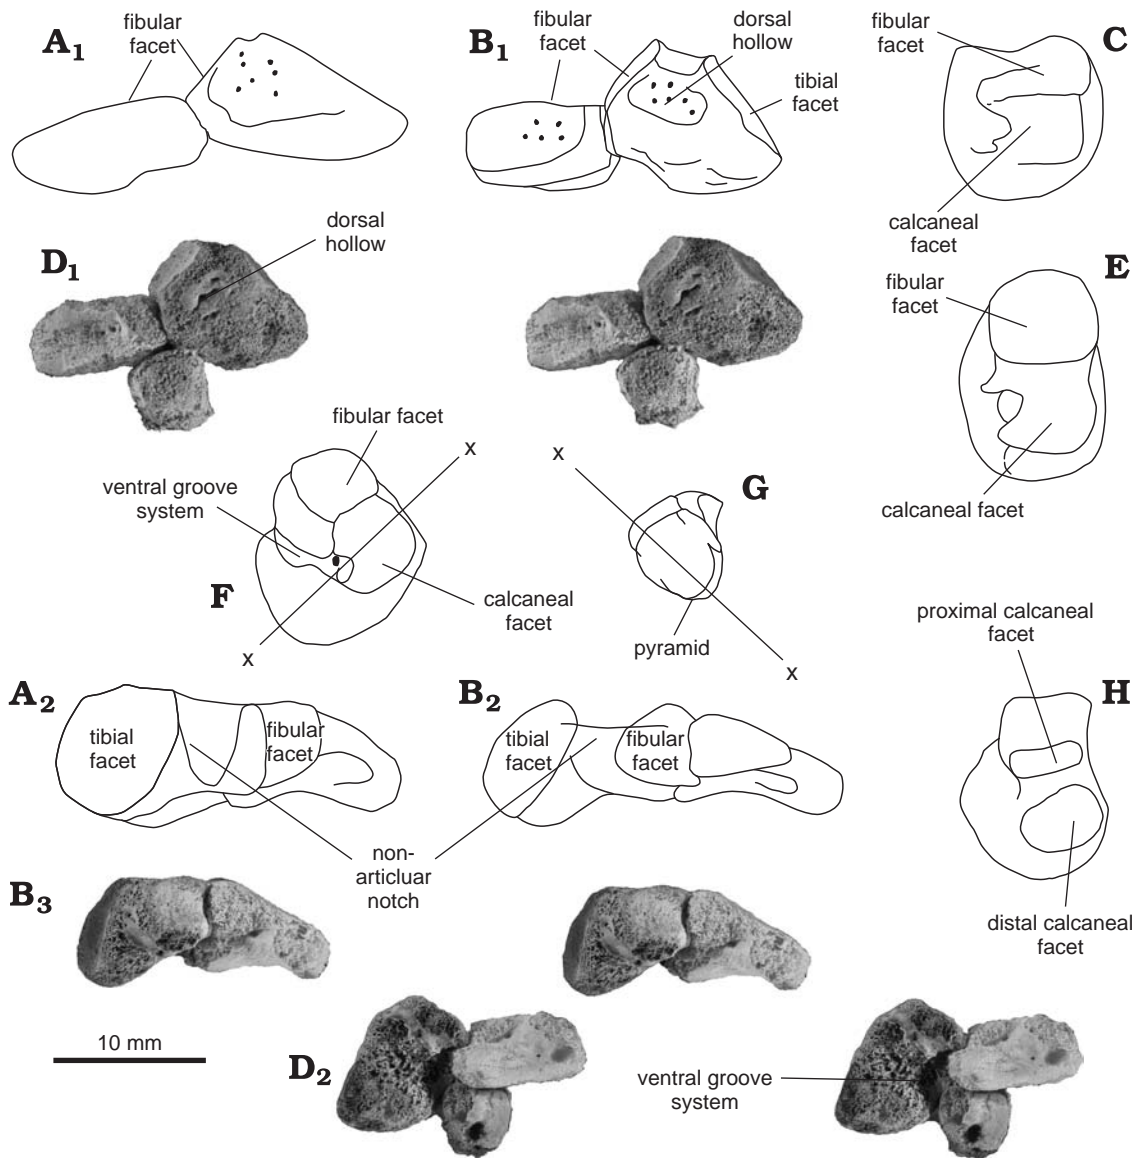 A1
fibular
facet
B1
fibular
facet
dorsal
hollow
tibial
facet
fibular
facet
C
calcaneal
facet
D1
dorsal
hollow
E
fibular
facet
calcaneal facet
fibular facet
x
ventral groove
system
F
calcaneal
facet
x
x
G
pyramid
x
proximal calcaneal
facet
H
distal calcaneal
facet
A2
tibial
facet
fibular
facet
B2
tibial
facet
fibular
facet
non-
articluar
notch
B3
10 mm
D2
ventral groove
system